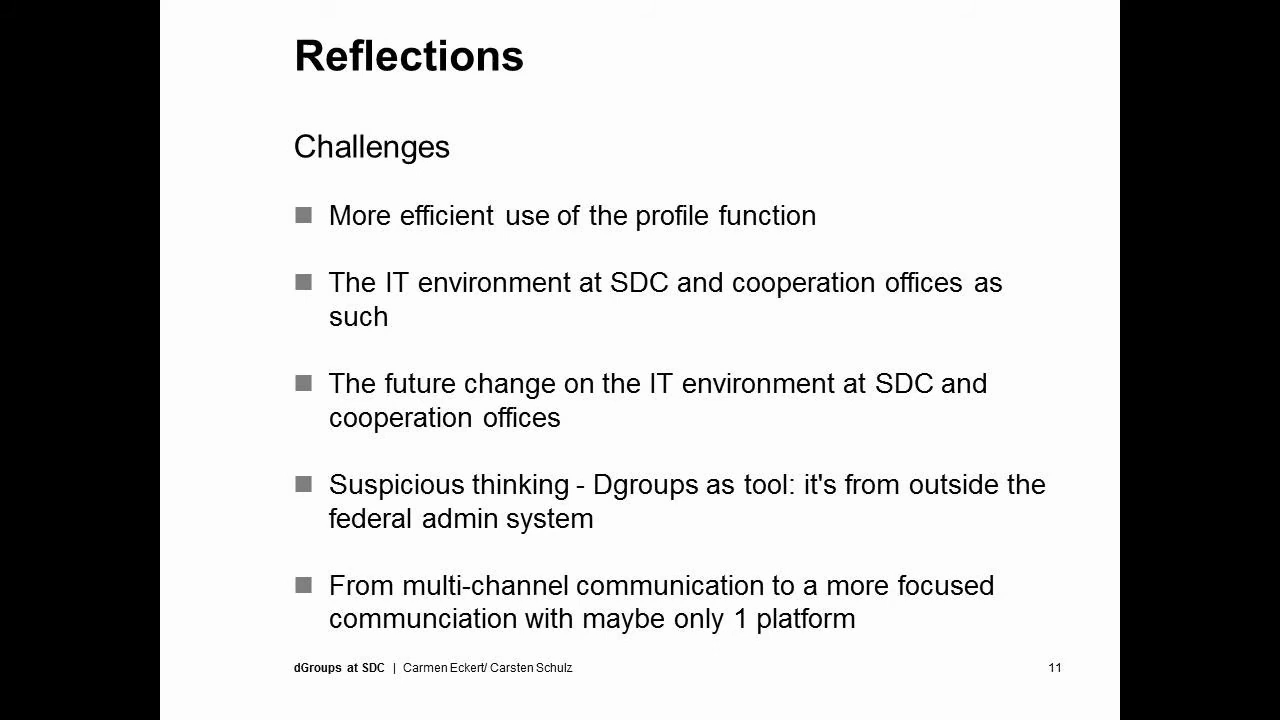 Reflections
Challenges
More efficient use of the profile function
The IT environment at SDC and cooperation offices as
such
The future change on the IT environment at SDC and
cooperation offices
Suspicious thinking - Dgroups as tool: it's from outside the
federal admin system
From multi-channel communication to a more focused
communciation with maybe only 1 platform
dGroups at SDC | Carmen Eckert/ Carsten Schulz 11